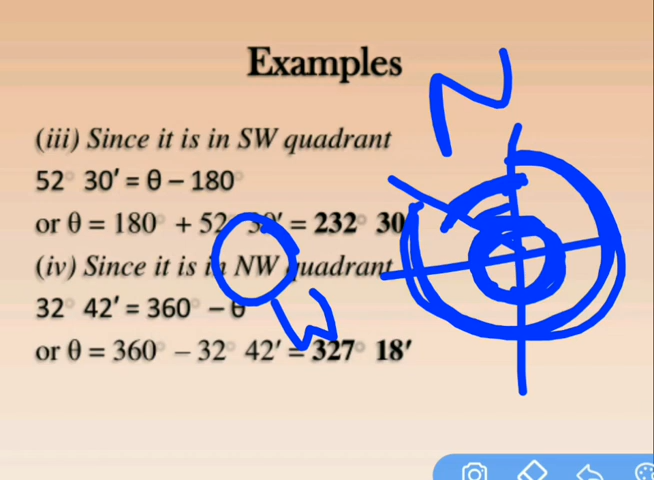 Examples
N
(iii) Since it is in SW quadrant
52° 30′ = θ – 180°
or θ = 180° + 52° 30′ = 232° 30
(iv) Since it is in NW quadrant
32° 42′ = 360° – θ
or θ = 360° – 32° 42′ = 327° 18′